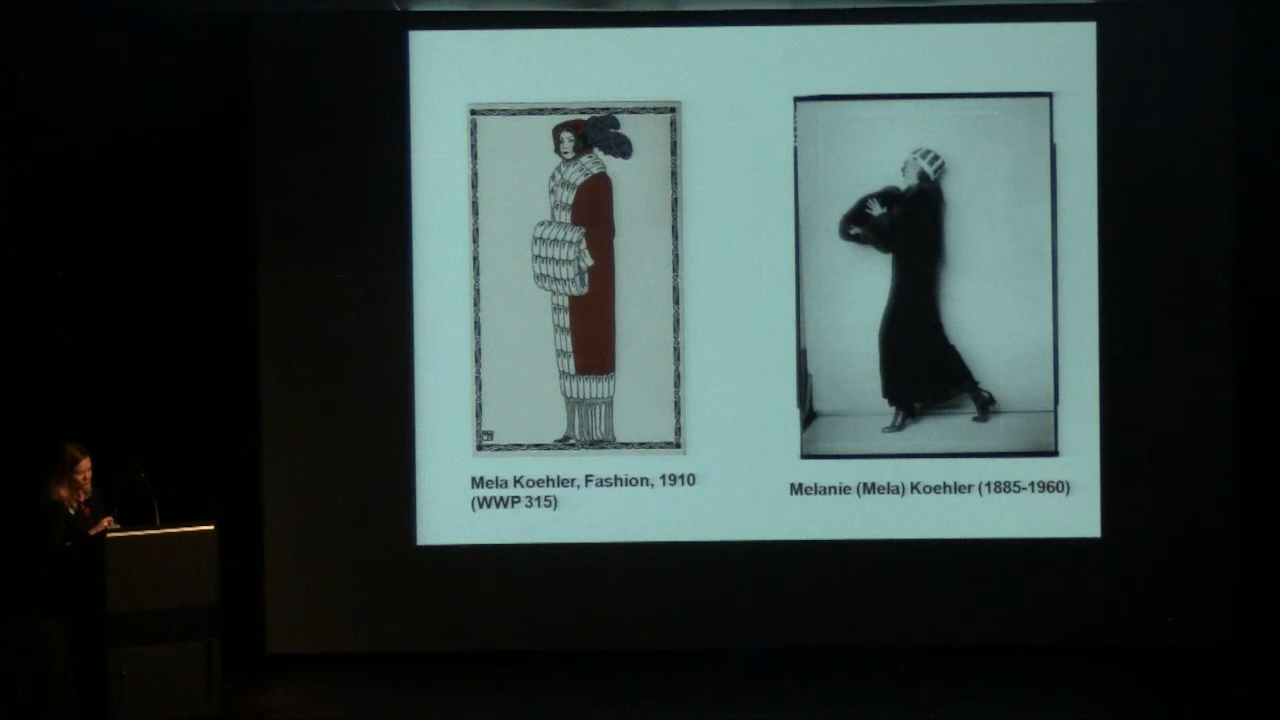 Mela Koehler, Fashion, 1910
(WWP 315)
Melanie (Mela) Koehler (1885-1960)